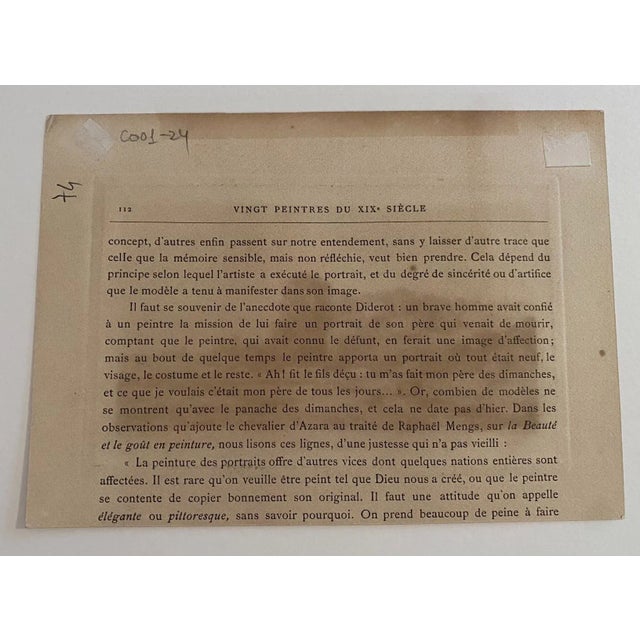 C001-24
74
112 VINGT PEINTRES DU XIXe SIÈCLE
concept, d'autres enfin passent sur notre entendement, sans y laisser d'autre trace que
celle que la mémoire sensible, mais non réfléchie, veut bien prendre. Cela dépend du
principe selon lequel l'artiste a exécuté le portrait, et du degré de sincérité ou d'artifice
que le modèle a tenu à manifester dans son image.
Il faut se souvenir de l'anecdote que raconte Diderot : un brave homme avait confié
à un peintre la mission de lui faire un portrait de son père qui venait de mourir,
comptant que le peintre, qui avait connu le défunt, en ferait une image d'affection;
mais au bout de quelque temps le peintre apporta un portrait où tout était neuf, le
visage, le costume et le reste. « Ah! fit le fils déçu : tu m'as fait mon père des dimanches,
et ce que je voulais c'était mon père de tous les jours... ». Or, combien de modèles ne
se montrent qu'avec le panache des dimanches, et cela ne date pas d'hier. Dans les
observations qu'ajoute le chevalier d'Azara au traité de Raphaël Mengs, sur la Beauté
et le goût en peinture, nous lisons ces lignes, d'une justesse qui n'a pas vieilli :
« La peinture des portraits offre d'autres vices dont quelques nations entières sont
affectées. Il est rare qu'on veuille être peint tel que Dieu nous a créé, ou que le peintre
se contente de copier bonnement son original. Il faut une attitude qu'on appelle
élégante ou pittoresque, sans savoir pourquoi. On prend beaucoup de peine à faire